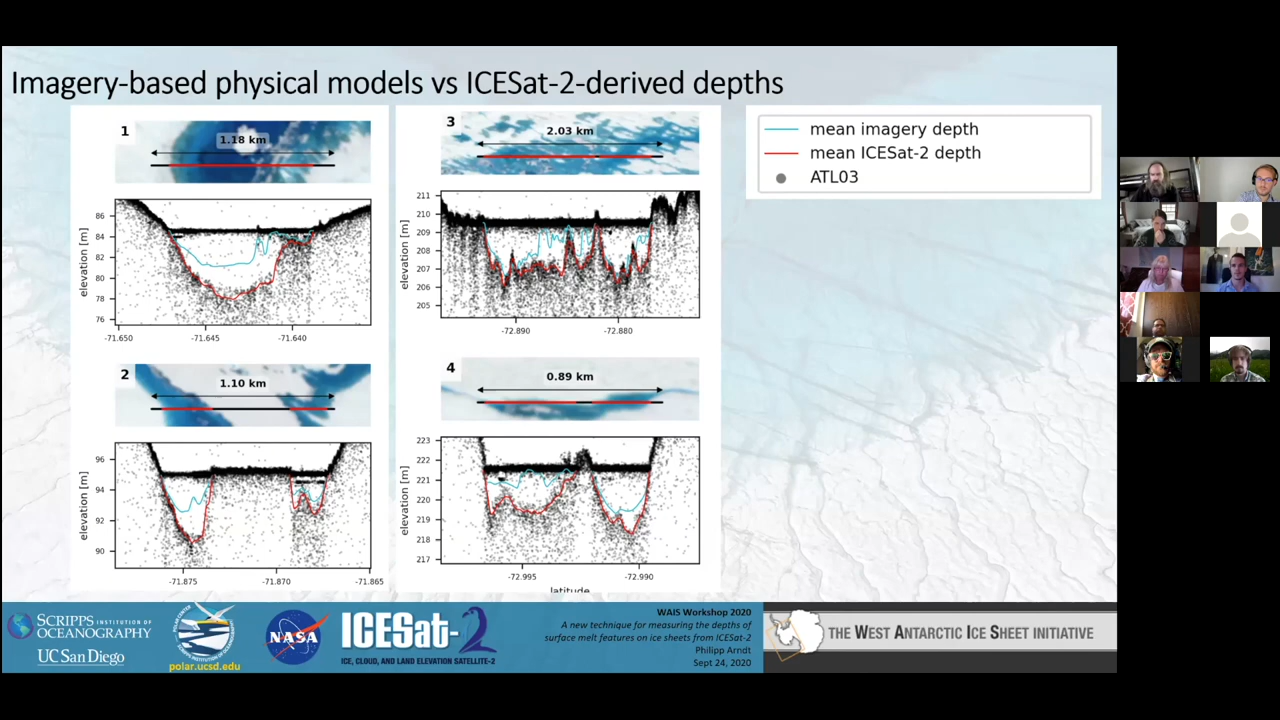 Imagery-based physical models vs ICESat-2-derived depths
1
1.18 km
elevation [m]
86
84
82
80
78
76
-71.650
-71.645
-71.640
2
1.10 km
elevation [m]
96
94
92
90
-71.875
-71.870
-71.865
3
2.03 km
elevation [m]
211
210
209
208
207
206
205
-72.890
-72.880
4
0.89 km
elevation [m]
223
222
221
220
219
218
217
-72.995
-72.990
latitude
mean imagery depth
mean ICESat-2 depth
ATL03
SCRIPPS INSTITUTION OF
OCEANOGRAPHY
UC San Diego
polar.ucsd.edu
NASA
ICESat-2
ICE, CLOUD, AND LAND ELEVATION SATELLITE-2
WAIS Workshop 2020
A new technique for measuring the depths of
surface melt features on ice sheets from ICESat-2
Philipp Arndt
Sept 24, 2020
THE WEST ANTARCTIC ICE SHEET INITIATIVE